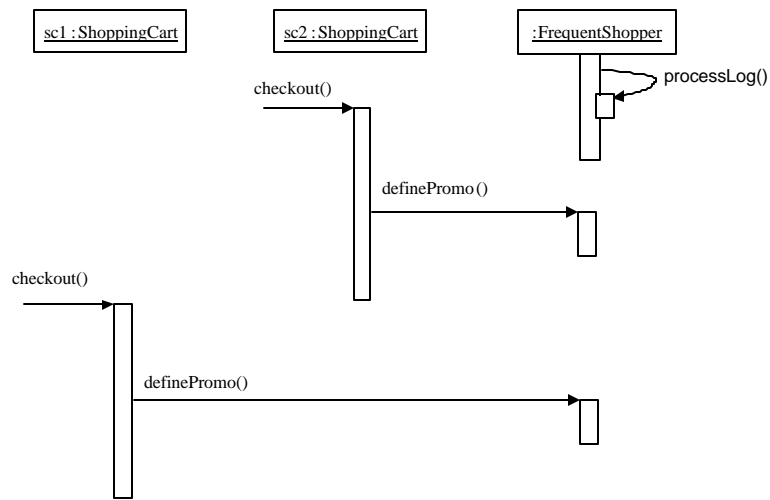 sc1 : ShoppingCart
sc2 : ShoppingCart
:FrequentShopper
processLog()
checkout()
definePromo()
checkout()
definePromo()